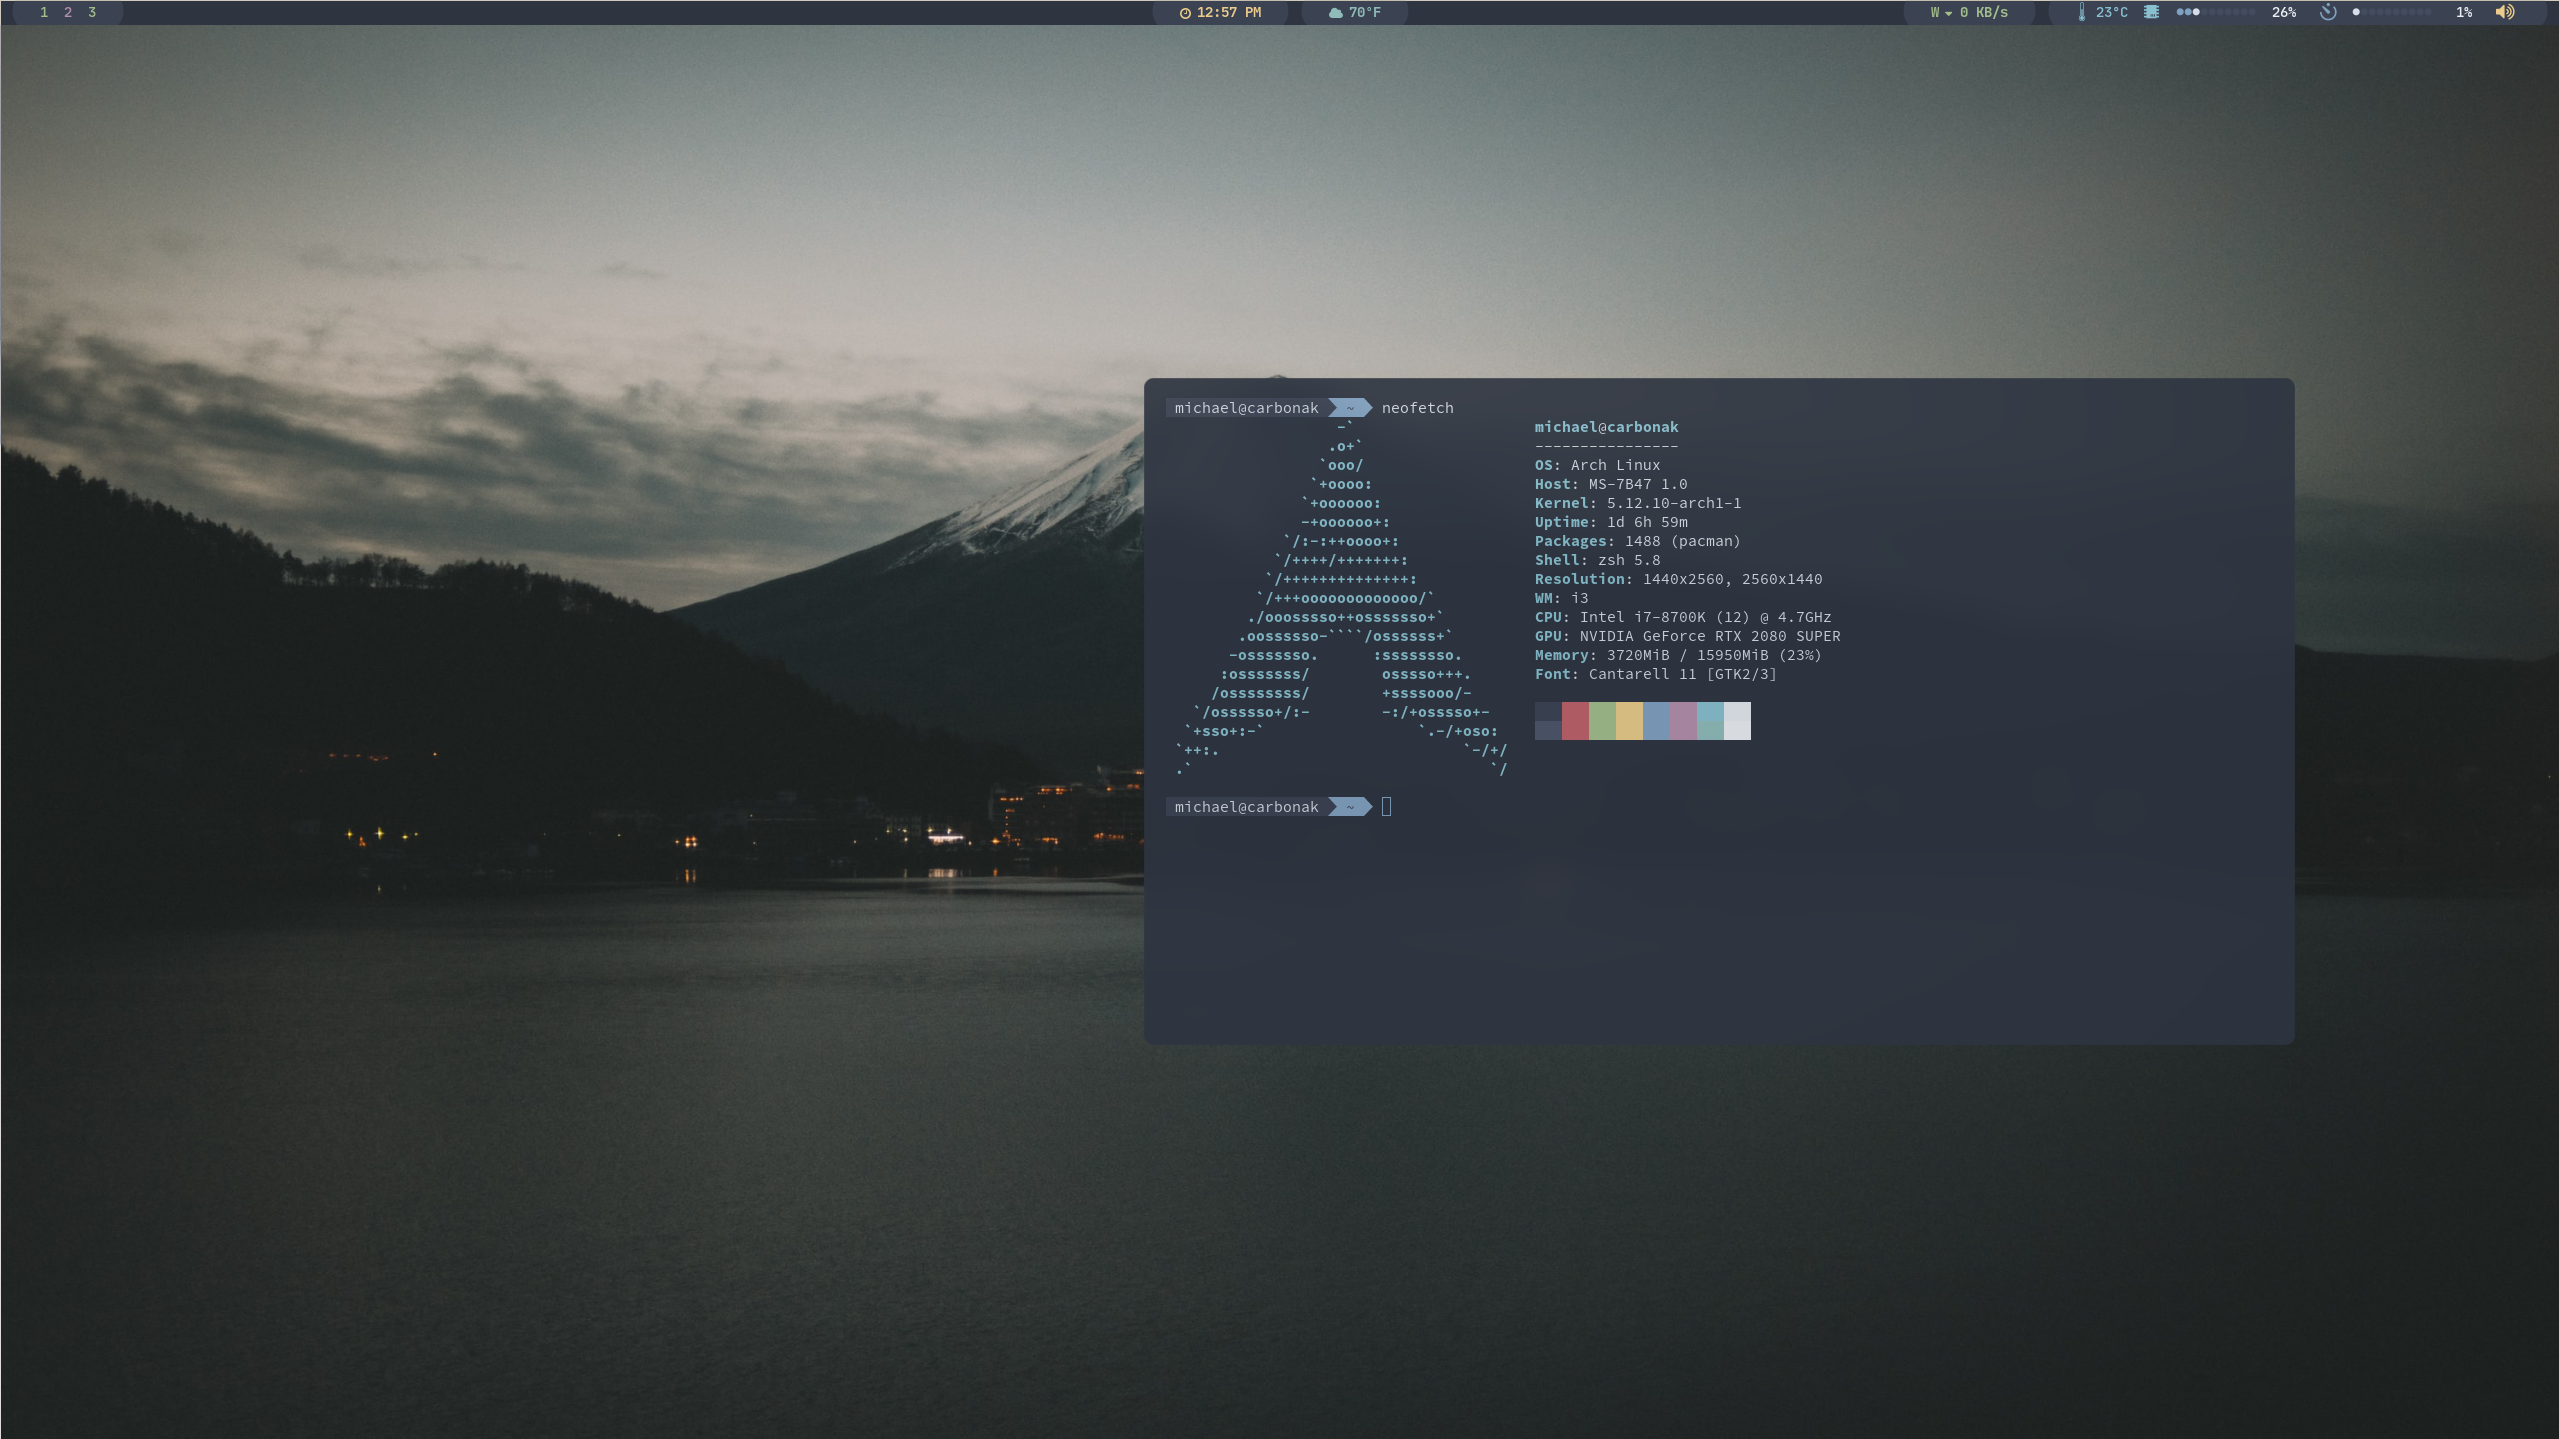 1 2 3
12:57 PM
70°F
W 0 KB/s
23°C
26%
1%
michael@carbonak ~ neofetch
-`
.o+`
`ooo/
`+oooo:
`+oooooo:
-+oooooo+:
`/:-:++oooo+:
`/++++/+++++++:
`/++++++++++++++:
`/+++ooooooooooooo/`
./ooosssso++osssssso+`
.oossssso-````/ossssss+`
-osssssso.      :ssssssso.
:osssssss/        osssso+++.
/ossssssss/        +ssssooo/-
`/ossssso+/:-        -:/+osssso+-
`+sso+:-`                 `.-/+oso:
`++:.                           `-/+/
.`                                 `/
michael@carbonak
----------------
OS: Arch Linux
Host: MS-7B47 1.0
Kernel: 5.12.10-arch1-1
Uptime: 1d 6h 59m
Packages: 1488 (pacman)
Shell: zsh 5.8
Resolution: 1440x2560, 2560x1440
WM: i3
CPU: Intel i7-8700K (12) @ 4.7GHz
GPU: NVIDIA GeForce RTX 2080 SUPER
Memory: 3720MiB / 15950MiB (23%)
Font: Cantarell 11 [GTK2/3]
michael@carbonak ~